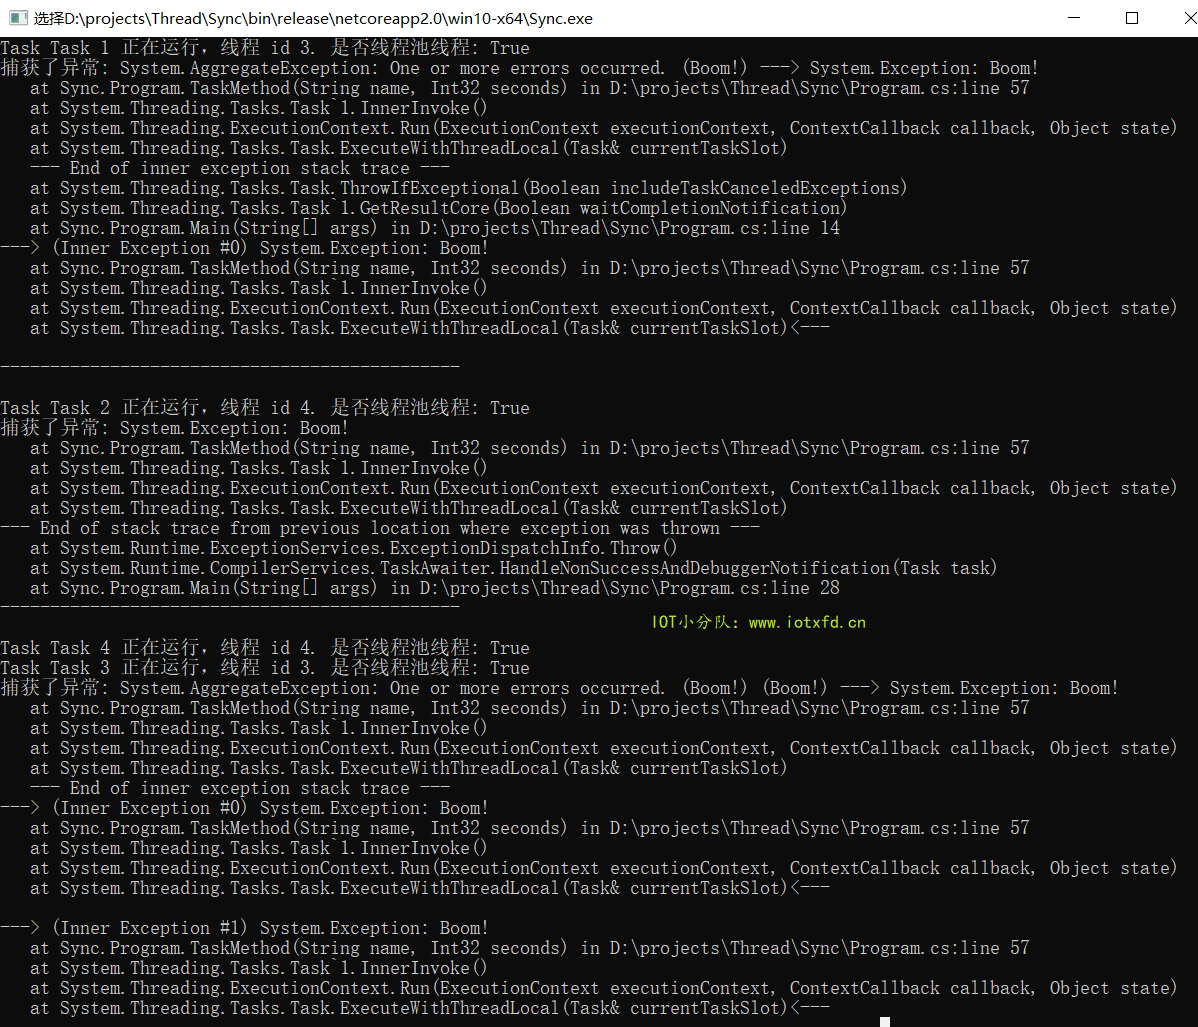 选择D:\projects\Thread\Sync\bin\release\netcoreapp2.0\win10-x64\Sync.exe
Task Task 1 正在运行，线程 id 3. 是否线程池线程: True
捕获了异常: System.AggregateException: One or more errors occurred. (Boom!) ---> System.Exception: Boom!
   at Sync.Program.TaskMethod(String name, Int32 seconds) in D:\projects\Thread\Sync\Program.cs:line 57
   at System.Threading.Tasks.Task`1.InnerInvoke()
   at System.Threading.ExecutionContext.Run(ExecutionContext executionContext, ContextCallback callback, Object state)
   at System.Threading.Tasks.Task.ExecuteWithThreadLocal(Task& currentTaskSlot)
   --- End of inner exception stack trace ---
   at System.Threading.Tasks.Task.ThrowIfExceptional(Boolean includeTaskCanceledExceptions)
   at System.Threading.Tasks.Task`1.GetResultCore(Boolean waitCompletionNotification)
   at Sync.Program.Main(String[] args) in D:\projects\Thread\Sync\Program.cs:line 14
---> (Inner Exception #0) System.Exception: Boom!
   at Sync.Program.TaskMethod(String name, Int32 seconds) in D:\projects\Thread\Sync\Program.cs:line 57
   at System.Threading.Tasks.Task`1.InnerInvoke()
   at System.Threading.ExecutionContext.Run(ExecutionContext executionContext, ContextCallback callback, Object state)
   at System.Threading.Tasks.Task.ExecuteWithThreadLocal(Task& currentTaskSlot)<---
----------------------------------------------
Task Task 2 正在运行，线程 id 4. 是否线程池线程: True
捕获了异常: System.Exception: Boom!
   at Sync.Program.TaskMethod(String name, Int32 seconds) in D:\projects\Thread\Sync\Program.cs:line 57
   at System.Threading.Tasks.Task`1.InnerInvoke()
   at System.Threading.ExecutionContext.Run(ExecutionContext executionContext, ContextCallback callback, Object state)
   at System.Threading.Tasks.Task.ExecuteWithThreadLocal(Task& currentTaskSlot)
--- End of stack trace from previous location where exception was thrown ---
   at System.Runtime.ExceptionServices.ExceptionDispatchInfo.Throw()
   at System.Runtime.CompilerServices.TaskAwaiter.HandleNonSuccessAndDebuggerNotification(Task task)
   at Sync.Program.Main(String[] args) in D:\projects\Thread\Sync\Program.cs:line 28
----------------------------------------------
IOT小分队: www.iotxfd.cn
Task Task 4 正在运行，线程 id 4. 是否线程池线程: True
Task Task 3 正在运行，线程 id 3. 是否线程池线程: True
捕获了异常: System.AggregateException: One or more errors occurred. (Boom!) (Boom!) ---> System.Exception: Boom!
   at Sync.Program.TaskMethod(String name, Int32 seconds) in D:\projects\Thread\Sync\Program.cs:line 57
   at System.Threading.Tasks.Task`1.InnerInvoke()
   at System.Threading.ExecutionContext.Run(ExecutionContext executionContext, ContextCallback callback, Object state)
   at System.Threading.Tasks.Task.ExecuteWithThreadLocal(Task& currentTaskSlot)
   --- End of inner exception stack trace ---
---> (Inner Exception #0) System.Exception: Boom!
   at Sync.Program.TaskMethod(String name, Int32 seconds) in D:\projects\Thread\Sync\Program.cs:line 57
   at System.Threading.Tasks.Task`1.InnerInvoke()
   at System.Threading.ExecutionContext.Run(ExecutionContext executionContext, ContextCallback callback, Object state)
   at System.Threading.Tasks.Task.ExecuteWithThreadLocal(Task& currentTaskSlot)<---
---> (Inner Exception #1) System.Exception: Boom!
   at Sync.Program.TaskMethod(String name, Int32 seconds) in D:\projects\Thread\Sync\Program.cs:line 57
   at System.Threading.Tasks.Task`1.InnerInvoke()
   at System.Threading.ExecutionContext.Run(ExecutionContext executionContext, ContextCallback callback, Object state)
   at System.Threading.Tasks.Task.ExecuteWithThreadLocal(Task& currentTaskSlot)<---